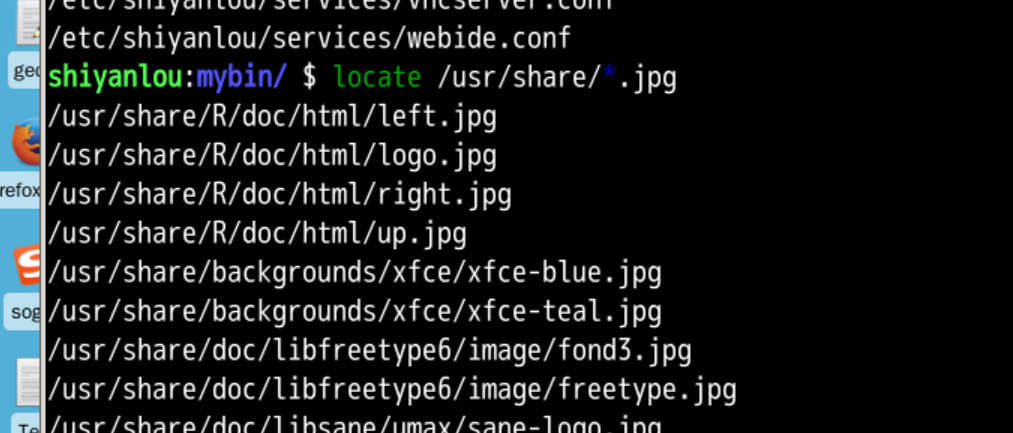 /etc/shiyanlou/services/vncserver.conf
/etc/shiyanlou/services/webide.conf
shiyanlou:mybin/ $ locate /usr/share/*.jpg
/usr/share/R/doc/html/left.jpg
/usr/share/R/doc/html/logo.jpg
/usr/share/R/doc/html/right.jpg
/usr/share/R/doc/html/up.jpg
/usr/share/backgrounds/xfce/xfce-blue.jpg
/usr/share/backgrounds/xfce/xfce-teal.jpg
/usr/share/doc/libfreetype6/image/fond3.jpg
/usr/share/doc/libfreetype6/image/freetype.jpg
/usr/share/doc/libsane/umax/sane-logo.jpg
ged
refox
sog
Te